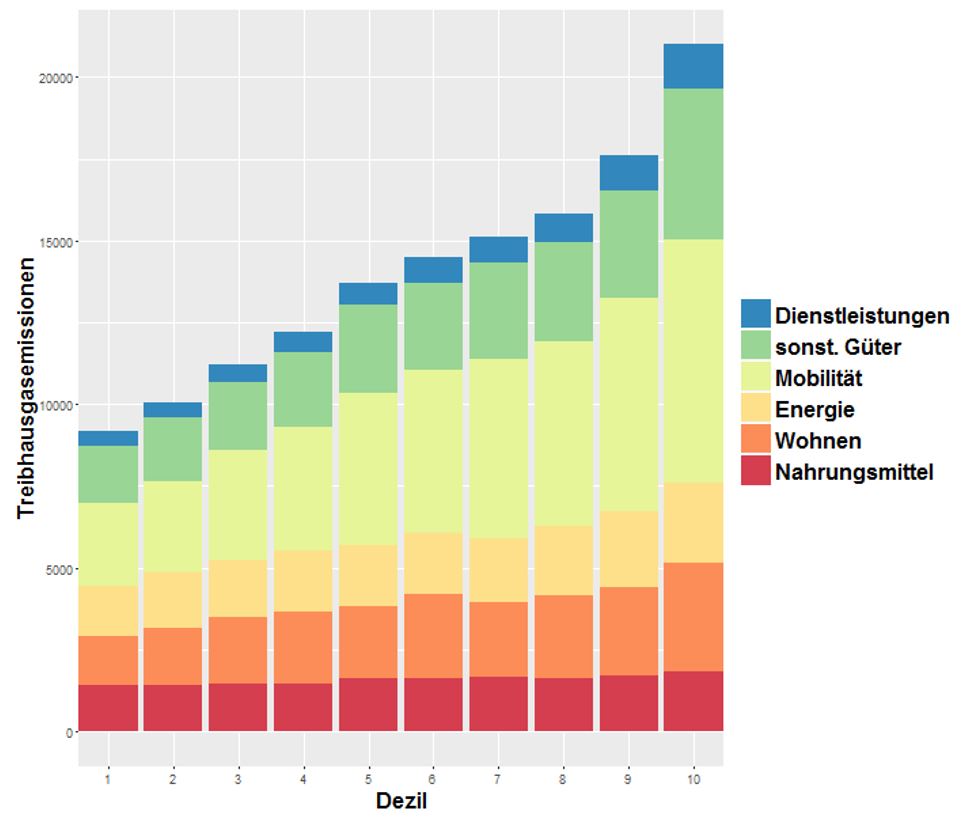 Treibhausgasemissionen
20000
15000
10000
5000
0
1 2 3 4 5 6 7 8 9 10
Dezil
Dienstleistungen
sonst. Güter
Mobilität
Energie
Wohnen
Nahrungsmittel